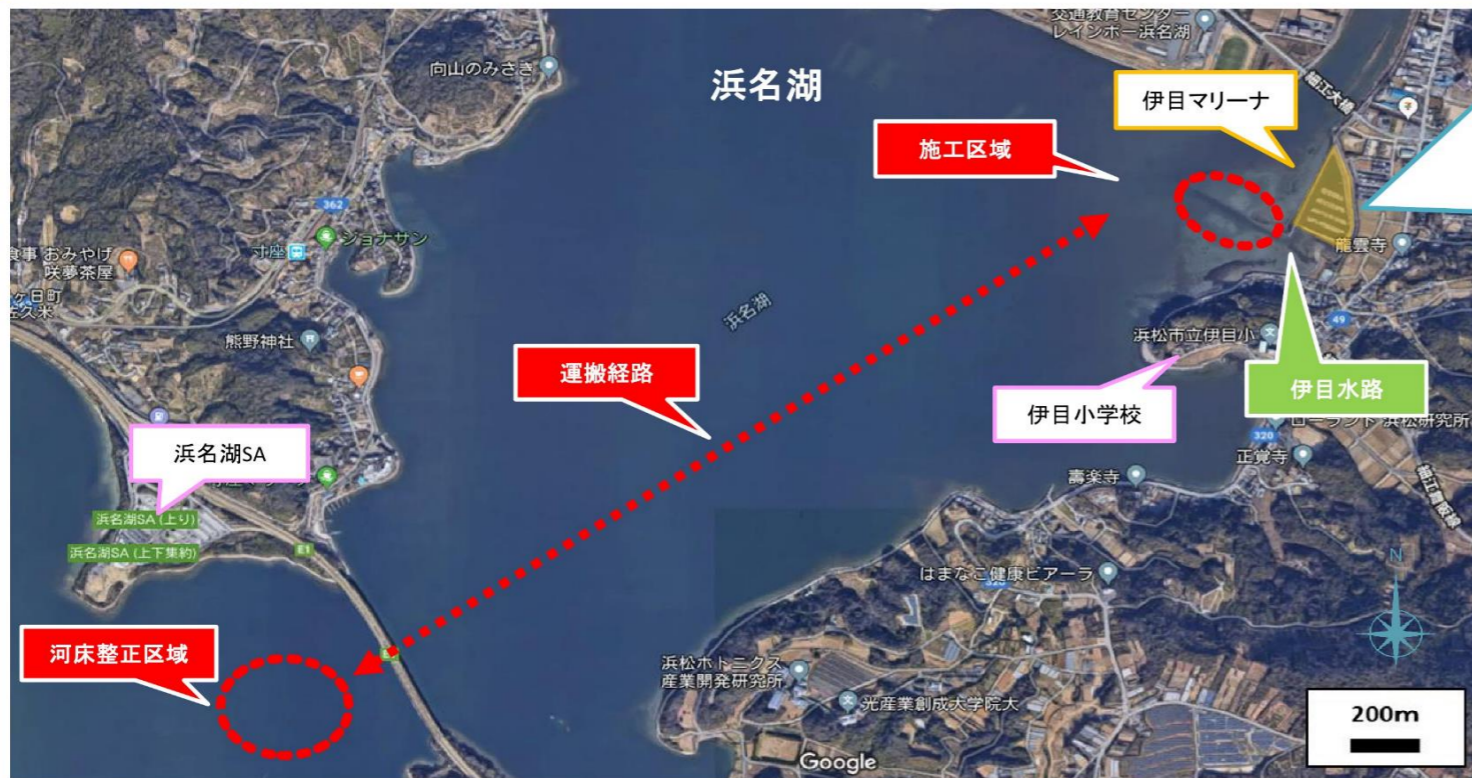 交通教育センター
レインボー浜名湖
向山のみさき
浜名湖
伊目マリーナ
細江大橋
施工区域
362
ジョナサン
寸座
食事 おみやげ
咲夢茶屋
龍雲寺
ヶ日町
佐久米
浜名湖
49
浜松市立伊目小
熊野神社
運搬経路
伊目水路
伊目小学校
ローランド 浜松研究所
320
正覚寺
浜名湖SA
壽楽寺
浜名湖SA (上り)
浜名湖SA (上下集約)
E1
N
はまなこ健康ビアーラ
河床整正区域
浜松ホトニクス
産業開発研究所
光産業創成大学院大
200m
Google